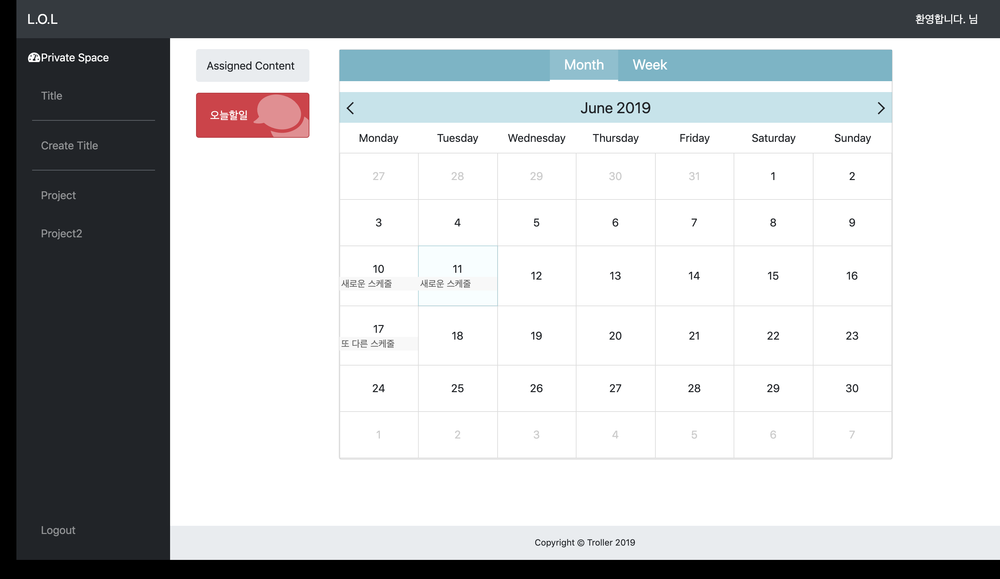 L.O.L
환영합니다. 님
Private Space
Title
Create Title
Project
Project2
Logout
Assigned Content
오늘할일
Month Week
June 2019
Monday Tuesday Wednesday Thursday Friday Saturday Sunday
27 28 29 30 31 1 2
3 4 5 6 7 8 9
10 11 12 13 14 15 16
새로운 스케줄 새로운 스케줄
17 18 19 20 21 22 23
또 다른 스케줄
24 25 26 27 28 29 30
1 2 3 4 5 6 7
Copyright © Troller 2019